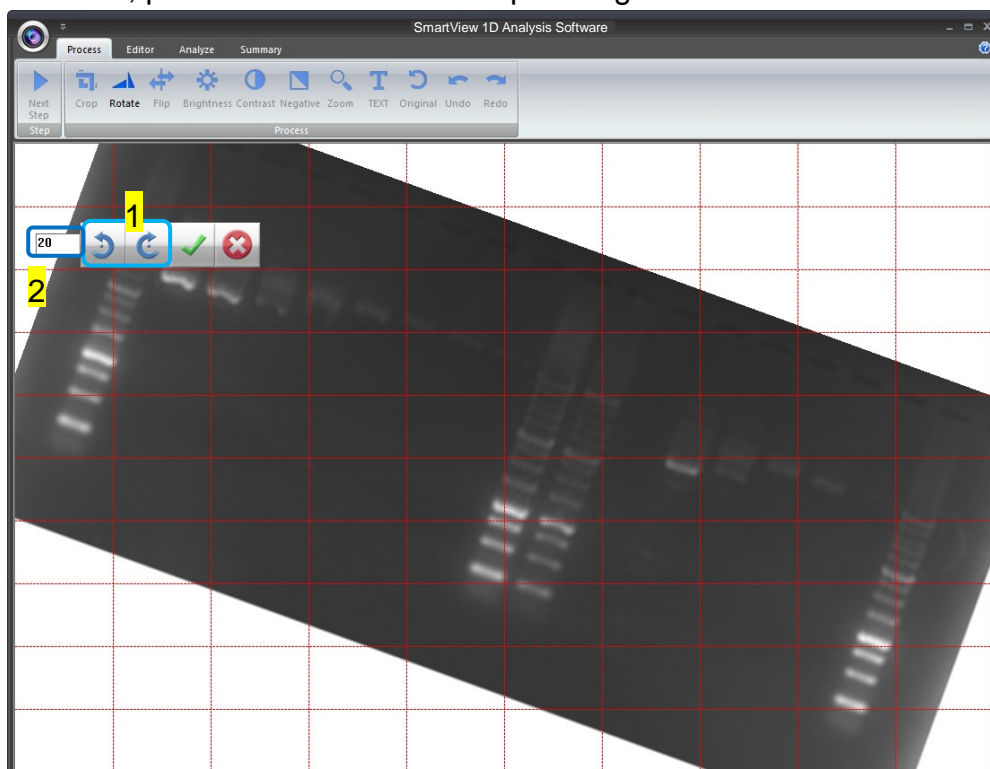 SmartView 1D Analysis Software
Process Editor Analyze Summary
Next
Step
Crop Rotate Flip Brightness Contrast Negative Zoom TEXT Original Undo Redo
Step Process
1
20
2